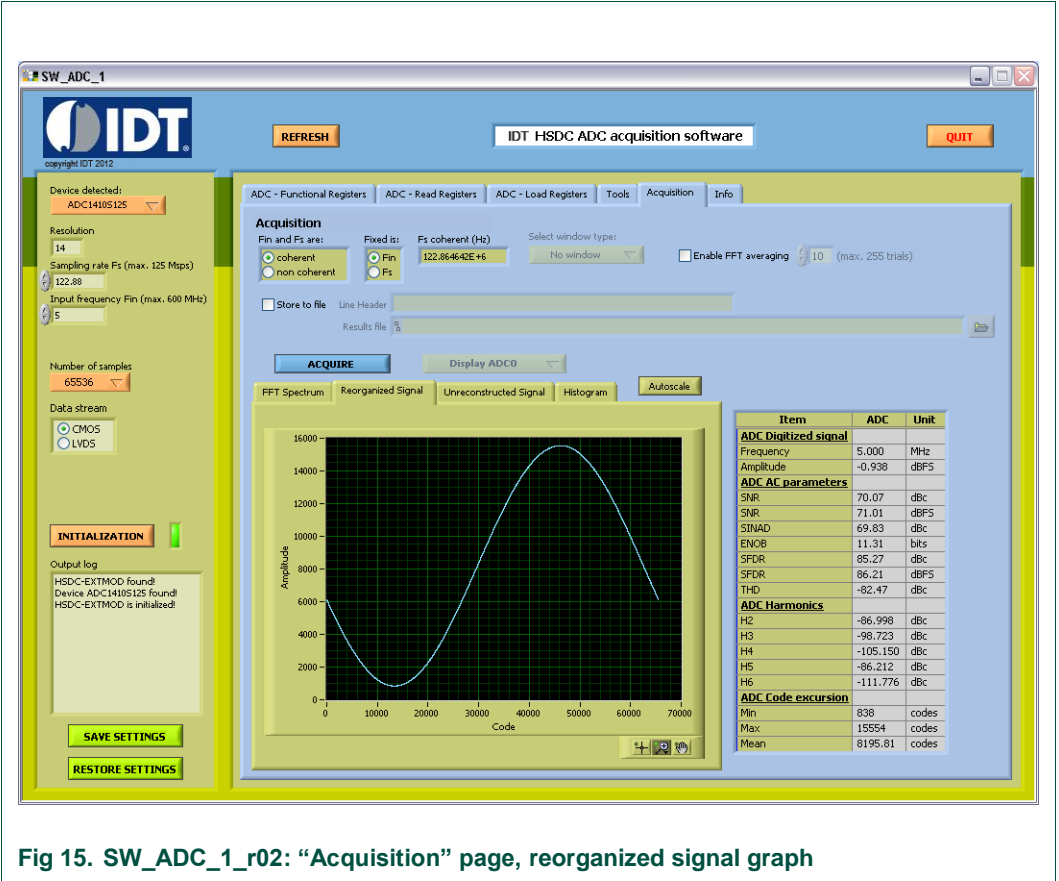 SW_ADC_1
IDT
copyright IDT 2012
REFRESH
IDT HSDC ADC acquisition software
QUIT
Device detected:
ADC1410S125
Resolution
14
Sampling rate Fs (max. 125 Msps)
122.88
Input frequency Fin (max. 600 MHz)
5
Number of samples
65536
Data stream
CMOS
LVDS
INITIALIZATION
Output log
HSDC-EXTMOD found!
Device ADC1410S125 found!
HSDC-EXTMOD is initialized!
SAVE SETTINGS
RESTORE SETTINGS
ADC - Functional Registers ADC - Read Registers ADC - Load Registers Tools Acquisition Info
Acquisition
Fin and Fs are: Fixed is: Fs coherent (Hz) Select window type:
coherent Fin 122.864642E+6 No window Enable FFT averaging 10 (max. 255 trials)
non coherent Fs
Store to file Line Header
Results file
ACQUIRE Display ADC0
FFT Spectrum Reorganized Signal Unreconstructed Signal Histogram Autoscale
Amplitude
16000
14000
12000
10000
8000
6000
4000
2000
0
0 10000 20000 30000 40000 50000 60000 70000
Code
Item ADC Unit
ADC Digitized signal
Frequency 5.000 MHz
Amplitude -0.938 dBFS
ADC AC parameters
SNR 70.07 dBc
SNR 71.01 dBFS
SINAD 69.83 dBc
ENOB 11.31 bits
SFDR 85.27 dBc
SFDR 86.21 dBFS
THD -82.47 dBc
ADC Harmonics
H2 -86.998 dBc
H3 -98.723 dBc
H4 -105.150 dBc
H5 -86.212 dBc
H6 -111.776 dBc
ADC Code excursion
Min 838 codes
Max 15554 codes
Mean 8195.81 codes
Fig 15. SW_ADC_1_r02: “Acquisition” page, reorganized signal graph